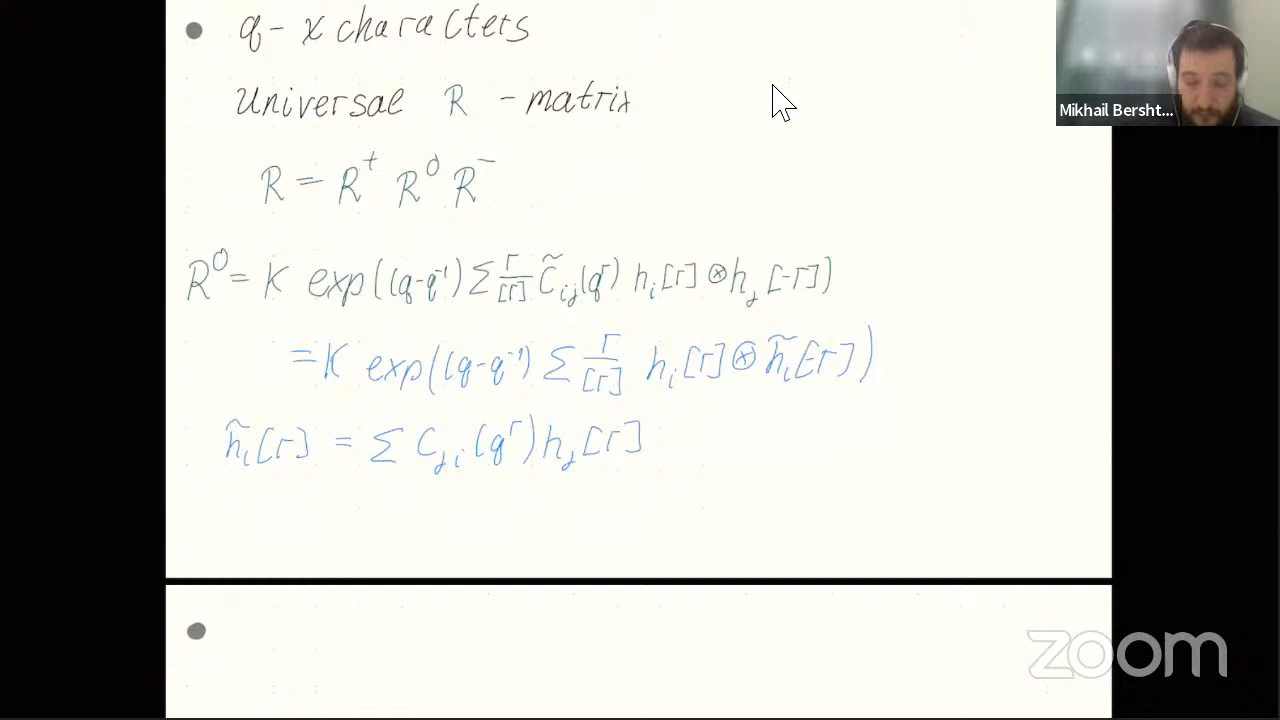 • q - χ characters
Universal R - matrix
R = R⁺ R⁰ R⁻
R⁰ = K exp((q-q⁻¹) Σ r/[r] C̃ᵢⱼ(qʳ) hᵢ[r] ⊗ hⱼ[-r])
= K exp((q-q⁻¹) Σ r/[r] hᵢ[r] ⊗ h̃ᵢ[r])
h̃ᵢ[r] = Σ Cⱼᵢ(qʳ) hⱼ[r]
•
Mikhail Bersht...
zoom